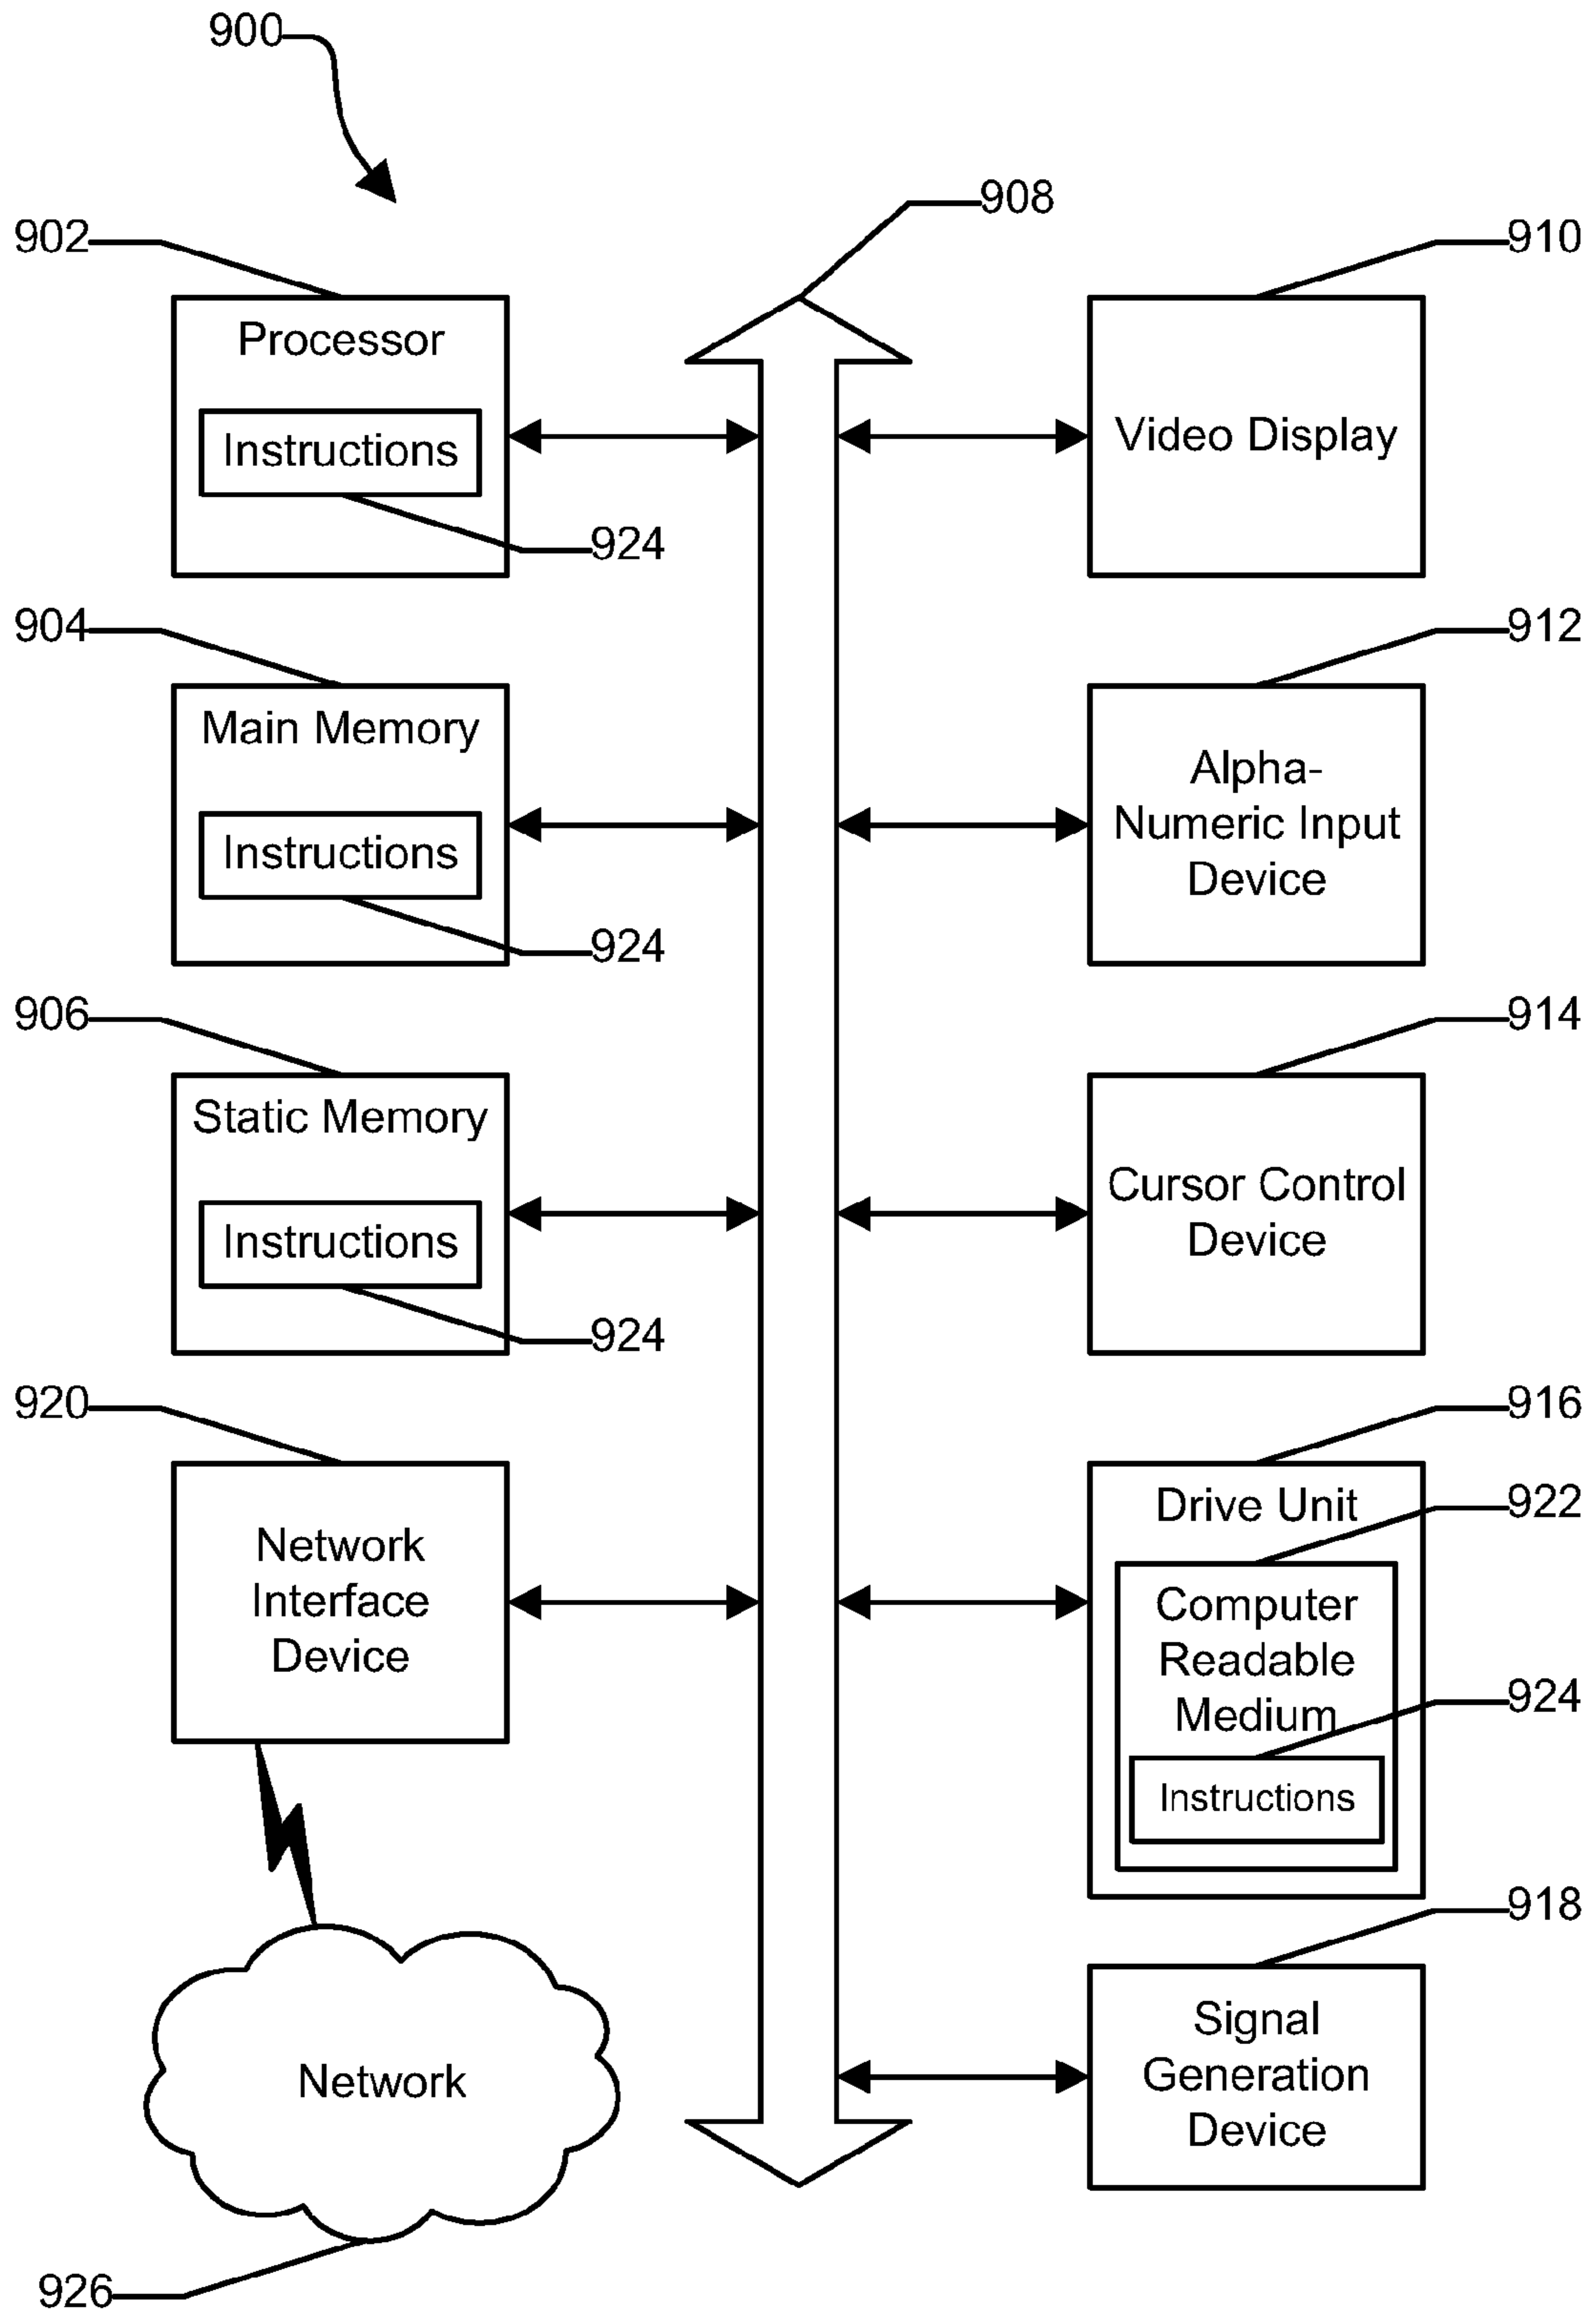 900
908
902
910
Processor
Instructions
924
Video Display
904
912
Main Memory
Instructions
924
Alpha-
Numeric Input
Device
906
914
Static Memory
Instructions
924
Cursor Control
Device
920
916
Network
Interface
Device
Drive Unit
922
Computer
Readable
Medium
924
Instructions
918
Signal
Generation
Device
Network
926